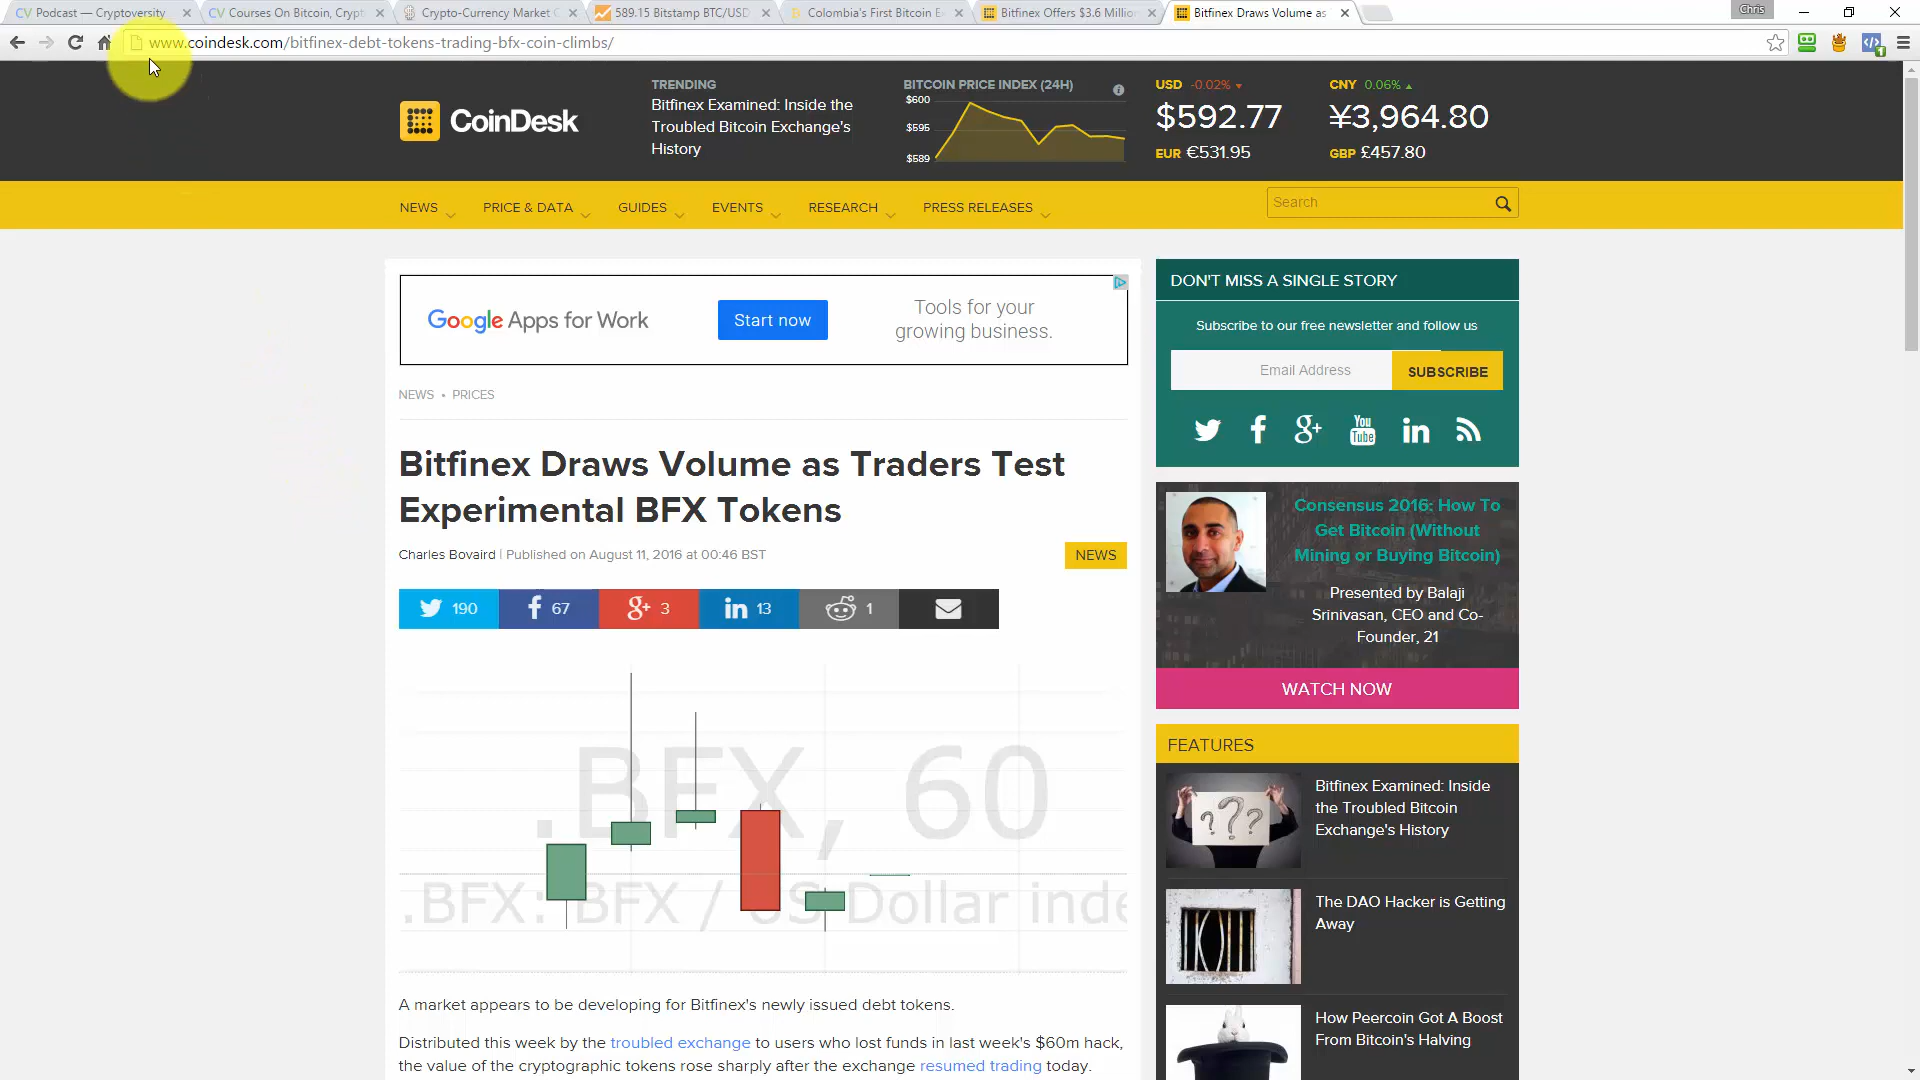 Podcast — Cryptoversity
Courses On Bitcoin, Crypt
Crypto-Currency Market C
589.15 Bitstamp BTC/USD
Colombia's First Bitcoin E
Bitfinex Offers $3.6 Million
Bitfinex Draws Volume as
Chris
www.coindesk.com/bitfinex-debt-tokens-trading-bfx-coin-climbs/
CoinDesk
TRENDING
Bitfinex Examined: Inside the
Troubled Bitcoin Exchange's
History
BITCOIN PRICE INDEX (24H)
$600
$595
$589
USD -0.02%
$592.77
EUR €531.95
CNY 0.06%
¥3,964.80
GBP £457.80
NEWS
PRICE & DATA
GUIDES
EVENTS
RESEARCH
PRESS RELEASES
Search
Google Apps for Work
Start now
Tools for your
growing business.
NEWS • PRICES
Bitfinex Draws Volume as Traders Test
Experimental BFX Tokens
Charles Bovaird | Published on August 11, 2016 at 00:46 BST
NEWS
190
67
3
13
1
.BFX, 60
.BFX: BFX / US Dollar inde
A market appears to be developing for Bitfinex's newly issued debt tokens.
Distributed this week by the troubled exchange to users who lost funds in last week's $60m hack,
the value of the cryptographic tokens rose sharply after the exchange resumed trading today.
DON'T MISS A SINGLE STORY
Subscribe to our free newsletter and follow us
Email Address
SUBSCRIBE
You
Tube
Consensus 2016: How To
Get Bitcoin (Without
Mining or Buying Bitcoin)
Presented by Balaji
Srinivasan, CEO and Co-
Founder, 21
WATCH NOW
FEATURES
Bitfinex Examined: Inside
the Troubled Bitcoin
Exchange's History
The DAO Hacker is Getting
Away
How Peercoin Got A Boost
From Bitcoin's Halving